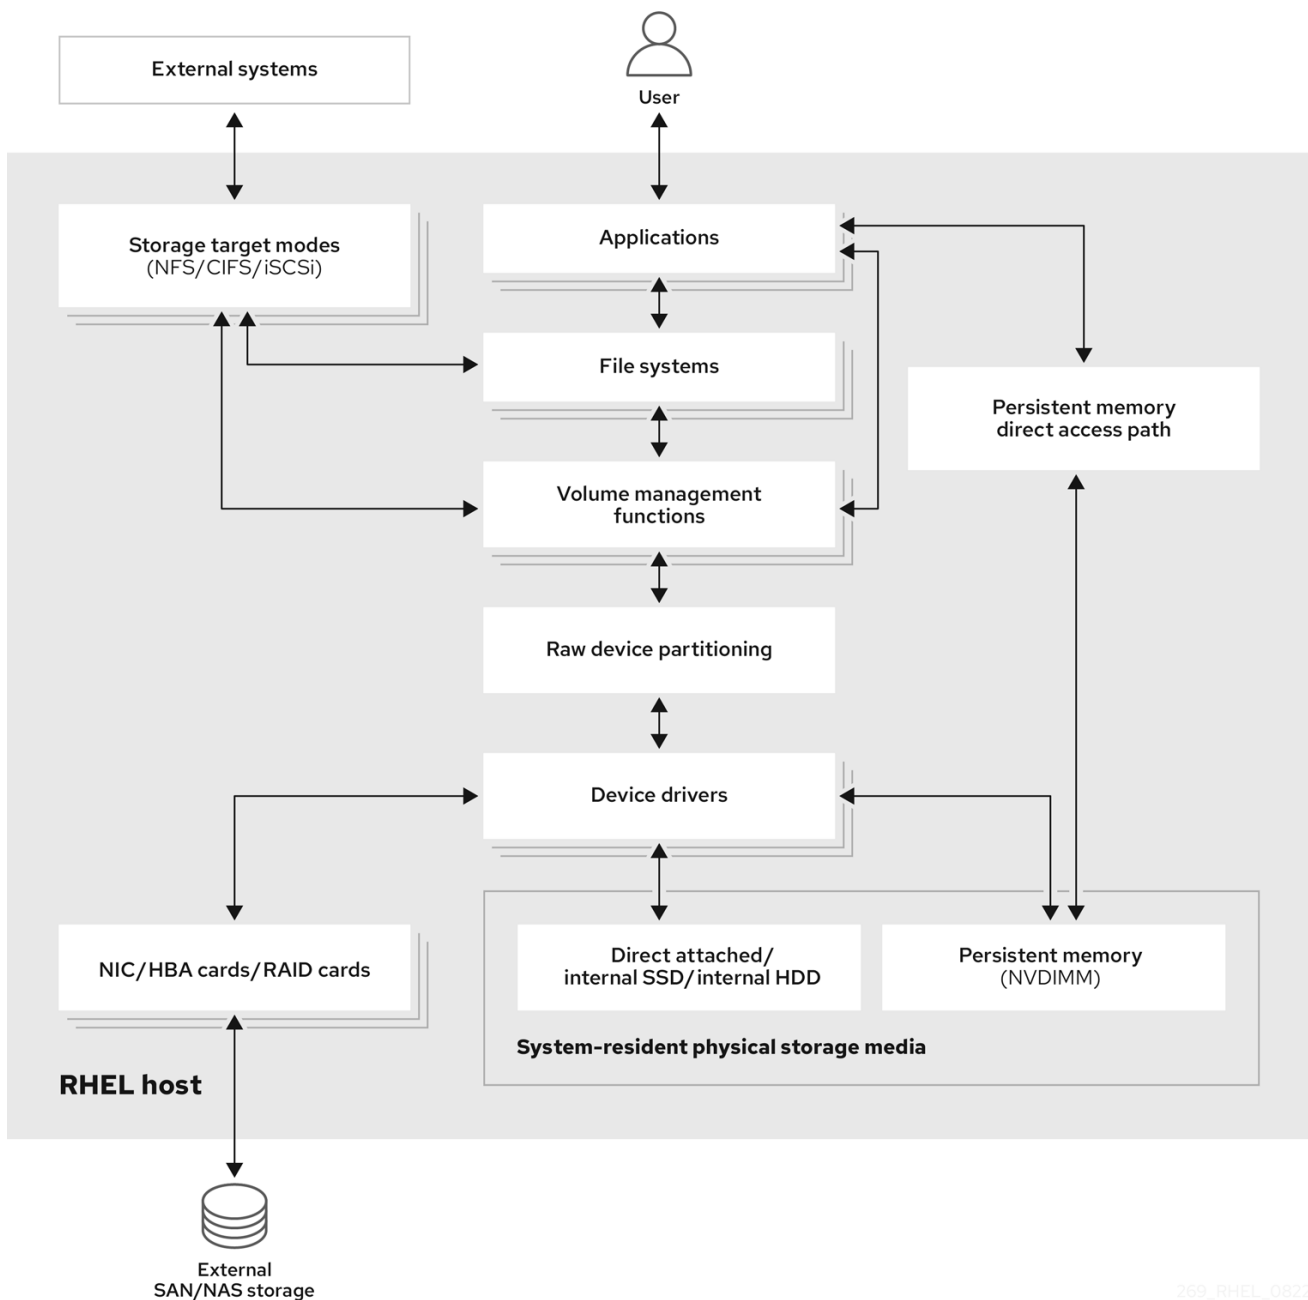 External systems
User
Storage target modes
(NFS/CIFS/iSCSi)
Applications
File systems
Persistent memory
direct access path
Volume management
functions
Raw device partitioning
Device drivers
NIC/HBA cards/RAID cards
Direct attached/
internal SSD/internal HDD
Persistent memory
(NVDIMM)
System-resident physical storage media
RHEL host
External
SAN/NAS storage
269_RHEL_0822